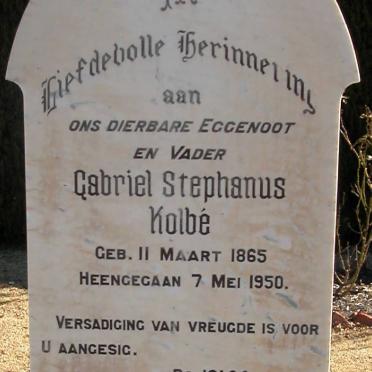 Liefdevolle Herinnering
aan
ONS DIERBARE EGGENOOT
EN VADER
Gabriel Stephanus
Kolbé
GEB. 11 MAART 1865
HEENGEGAAN 7 MEI 1950.
VERSADIGING VAN VREUGDE IS VOOR
U AANGESIG.